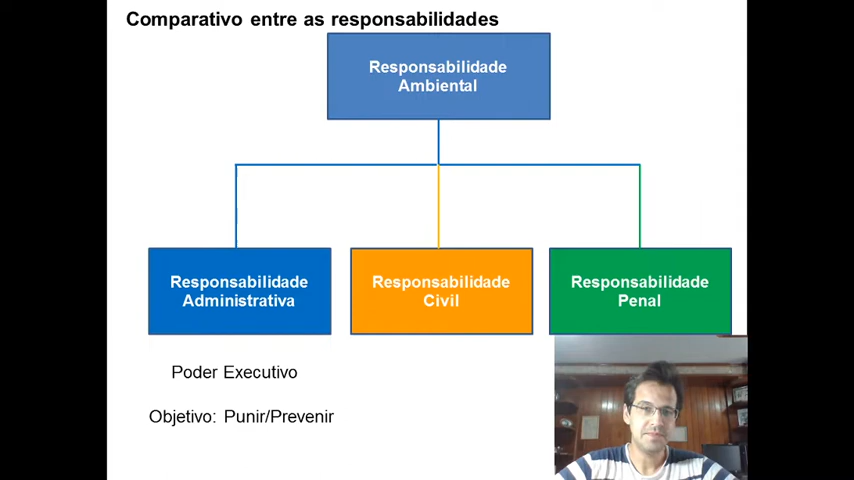 Comparativo entre as responsabilidades
Responsabilidade
Ambiental
Responsabilidade
Administrativa
Responsabilidade
Civil
Responsabilidade
Penal
Poder Executivo
Objetivo: Punir/Prevenir